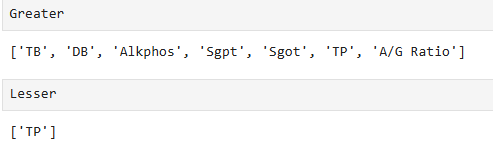 Greater
['TB', 'DB', 'Alkphos', 'Sgpt', 'Sgot', 'TP', 'A/G Ratio']
Lesser
['TP']